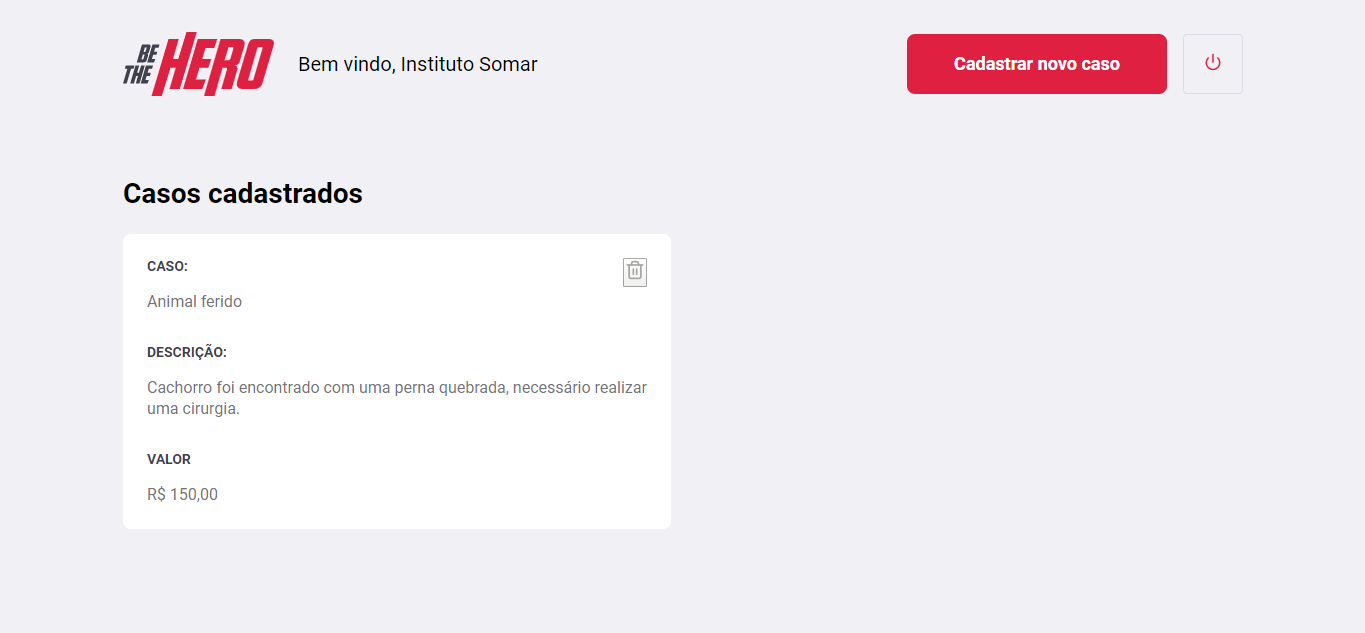 BE THE HERO
Bem vindo, Instituto Somar
Cadastrar novo caso
Casos cadastrados
CASO:
Animal ferido
DESCRIÇÃO:
Cachorro foi encontrado com uma perna quebrada, necessário realizar
uma cirurgia.
VALOR
R$ 150,00